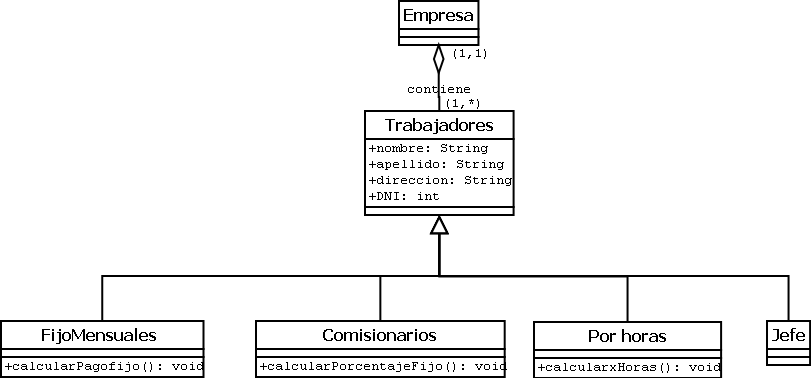 Empresa
(1,1)
contiene
(1,*)
Trabajadores
+nombre: String
+apellido: String
+direccion: String
+DNI: int
FijoMensuales
+calcularPagofijo(): void
Comisionarios
+calcularPorcentajeFijo(): void
Por horas
+calcularxHoras(): void
Jefe